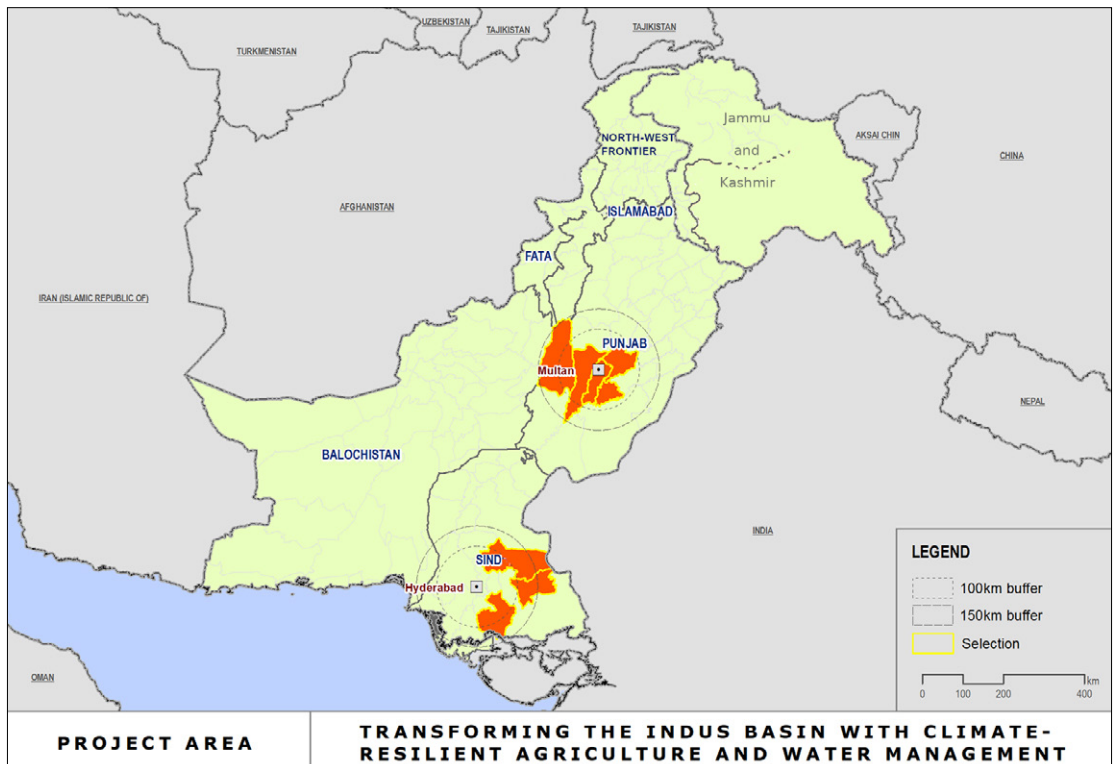 UZBEKISTAN
TAJIKISTAN
TAJIKISTAN
TURKMENISTAN
Jammu
and
Kashmir
AKSAI CHIN
CHINA
NORTH-WEST
FRONTIER
AFGHANISTAN
ISLAMABAD
FATA
IRAN (ISLAMIC REPUBLIC OF)
PUNJAB
Multan
NEPAL
BALOCHISTAN
INDIA
SIND
Hyderabad
OMAN
LEGEND
100km buffer
150km buffer
Selection
km
0 100 200 400
PROJECT AREA
TRANSFORMING THE INDUS BASIN WITH CLIMATE-
RESILIENT AGRICULTURE AND WATER MANAGEMENT